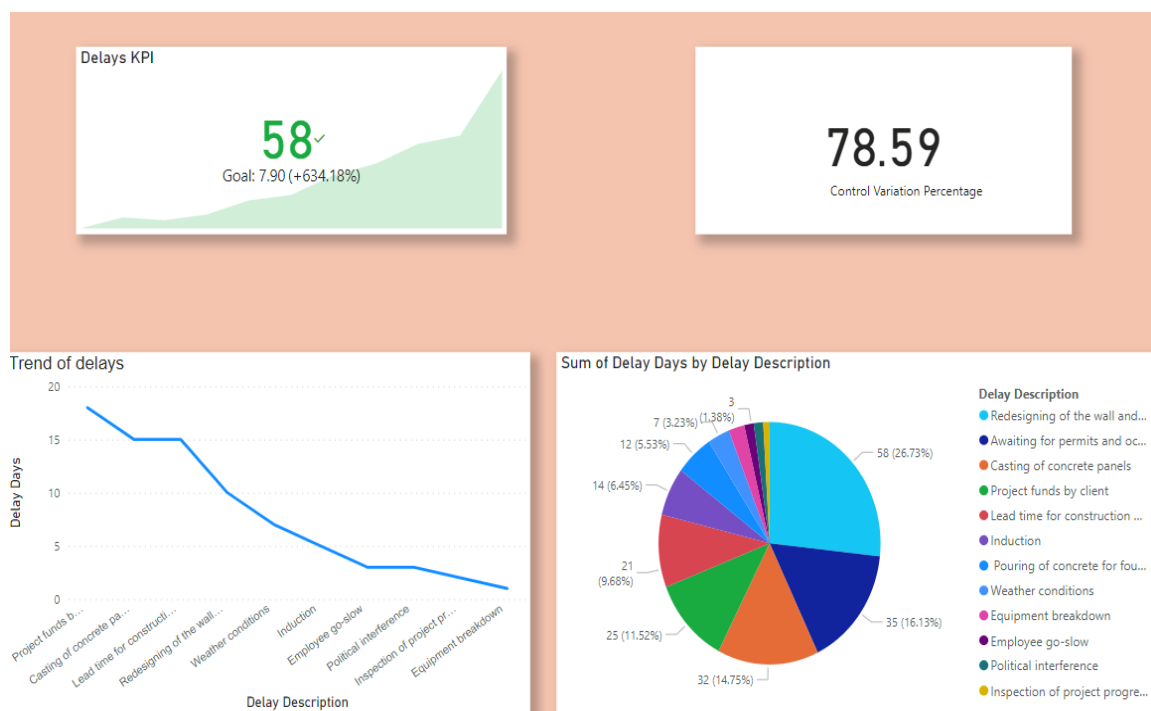 Delays KPI
58
Goal: 7.90 (+634.18%)
78.59
Control Variation Percentage
Trend of delays
20
15
10
5
0
Delay Days
Project funds b...
Casting of concrete pa...
Lead time for constructi...
Redesigning of the wall...
Weather conditions
Induction
Employee go-slow
Political interference
Inspection of project pr...
Equipment breakdown
Delay Description
Sum of Delay Days by Delay Description
3
(1.38%)
7 (3.23%)
12 (5.53%)
14 (6.45%)
21
(9.68%)
25 (11.52%)
32 (14.75%)
35 (16.13%)
58 (26.73%)
Delay Description
Redesigning of the wall and...
Awaiting for permits and oc...
Casting of concrete panels
Project funds by client
Lead time for construction ...
Induction
Pouring of concrete for fou...
Weather conditions
Equipment breakdown
Employee go-slow
Political interference
Inspection of project progre...